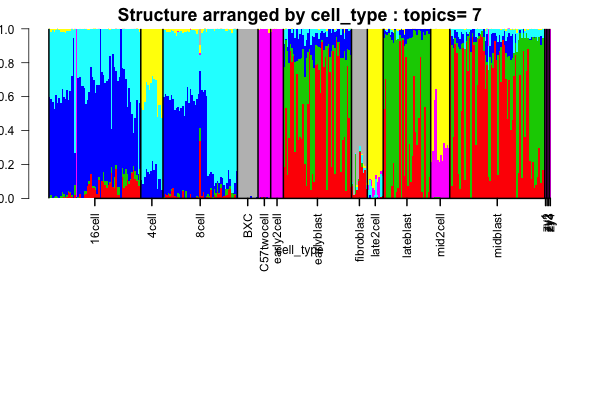 Structure arranged by cell_type : topics= 7
1.0
0.8
0.6
0.4
0.2
0.0
16cell
4cell
8cell
BXC
C57twocell
early2cell
earlyblast
fibroblast
late2cell
lateblast
mid2cell
midblast
cell_type